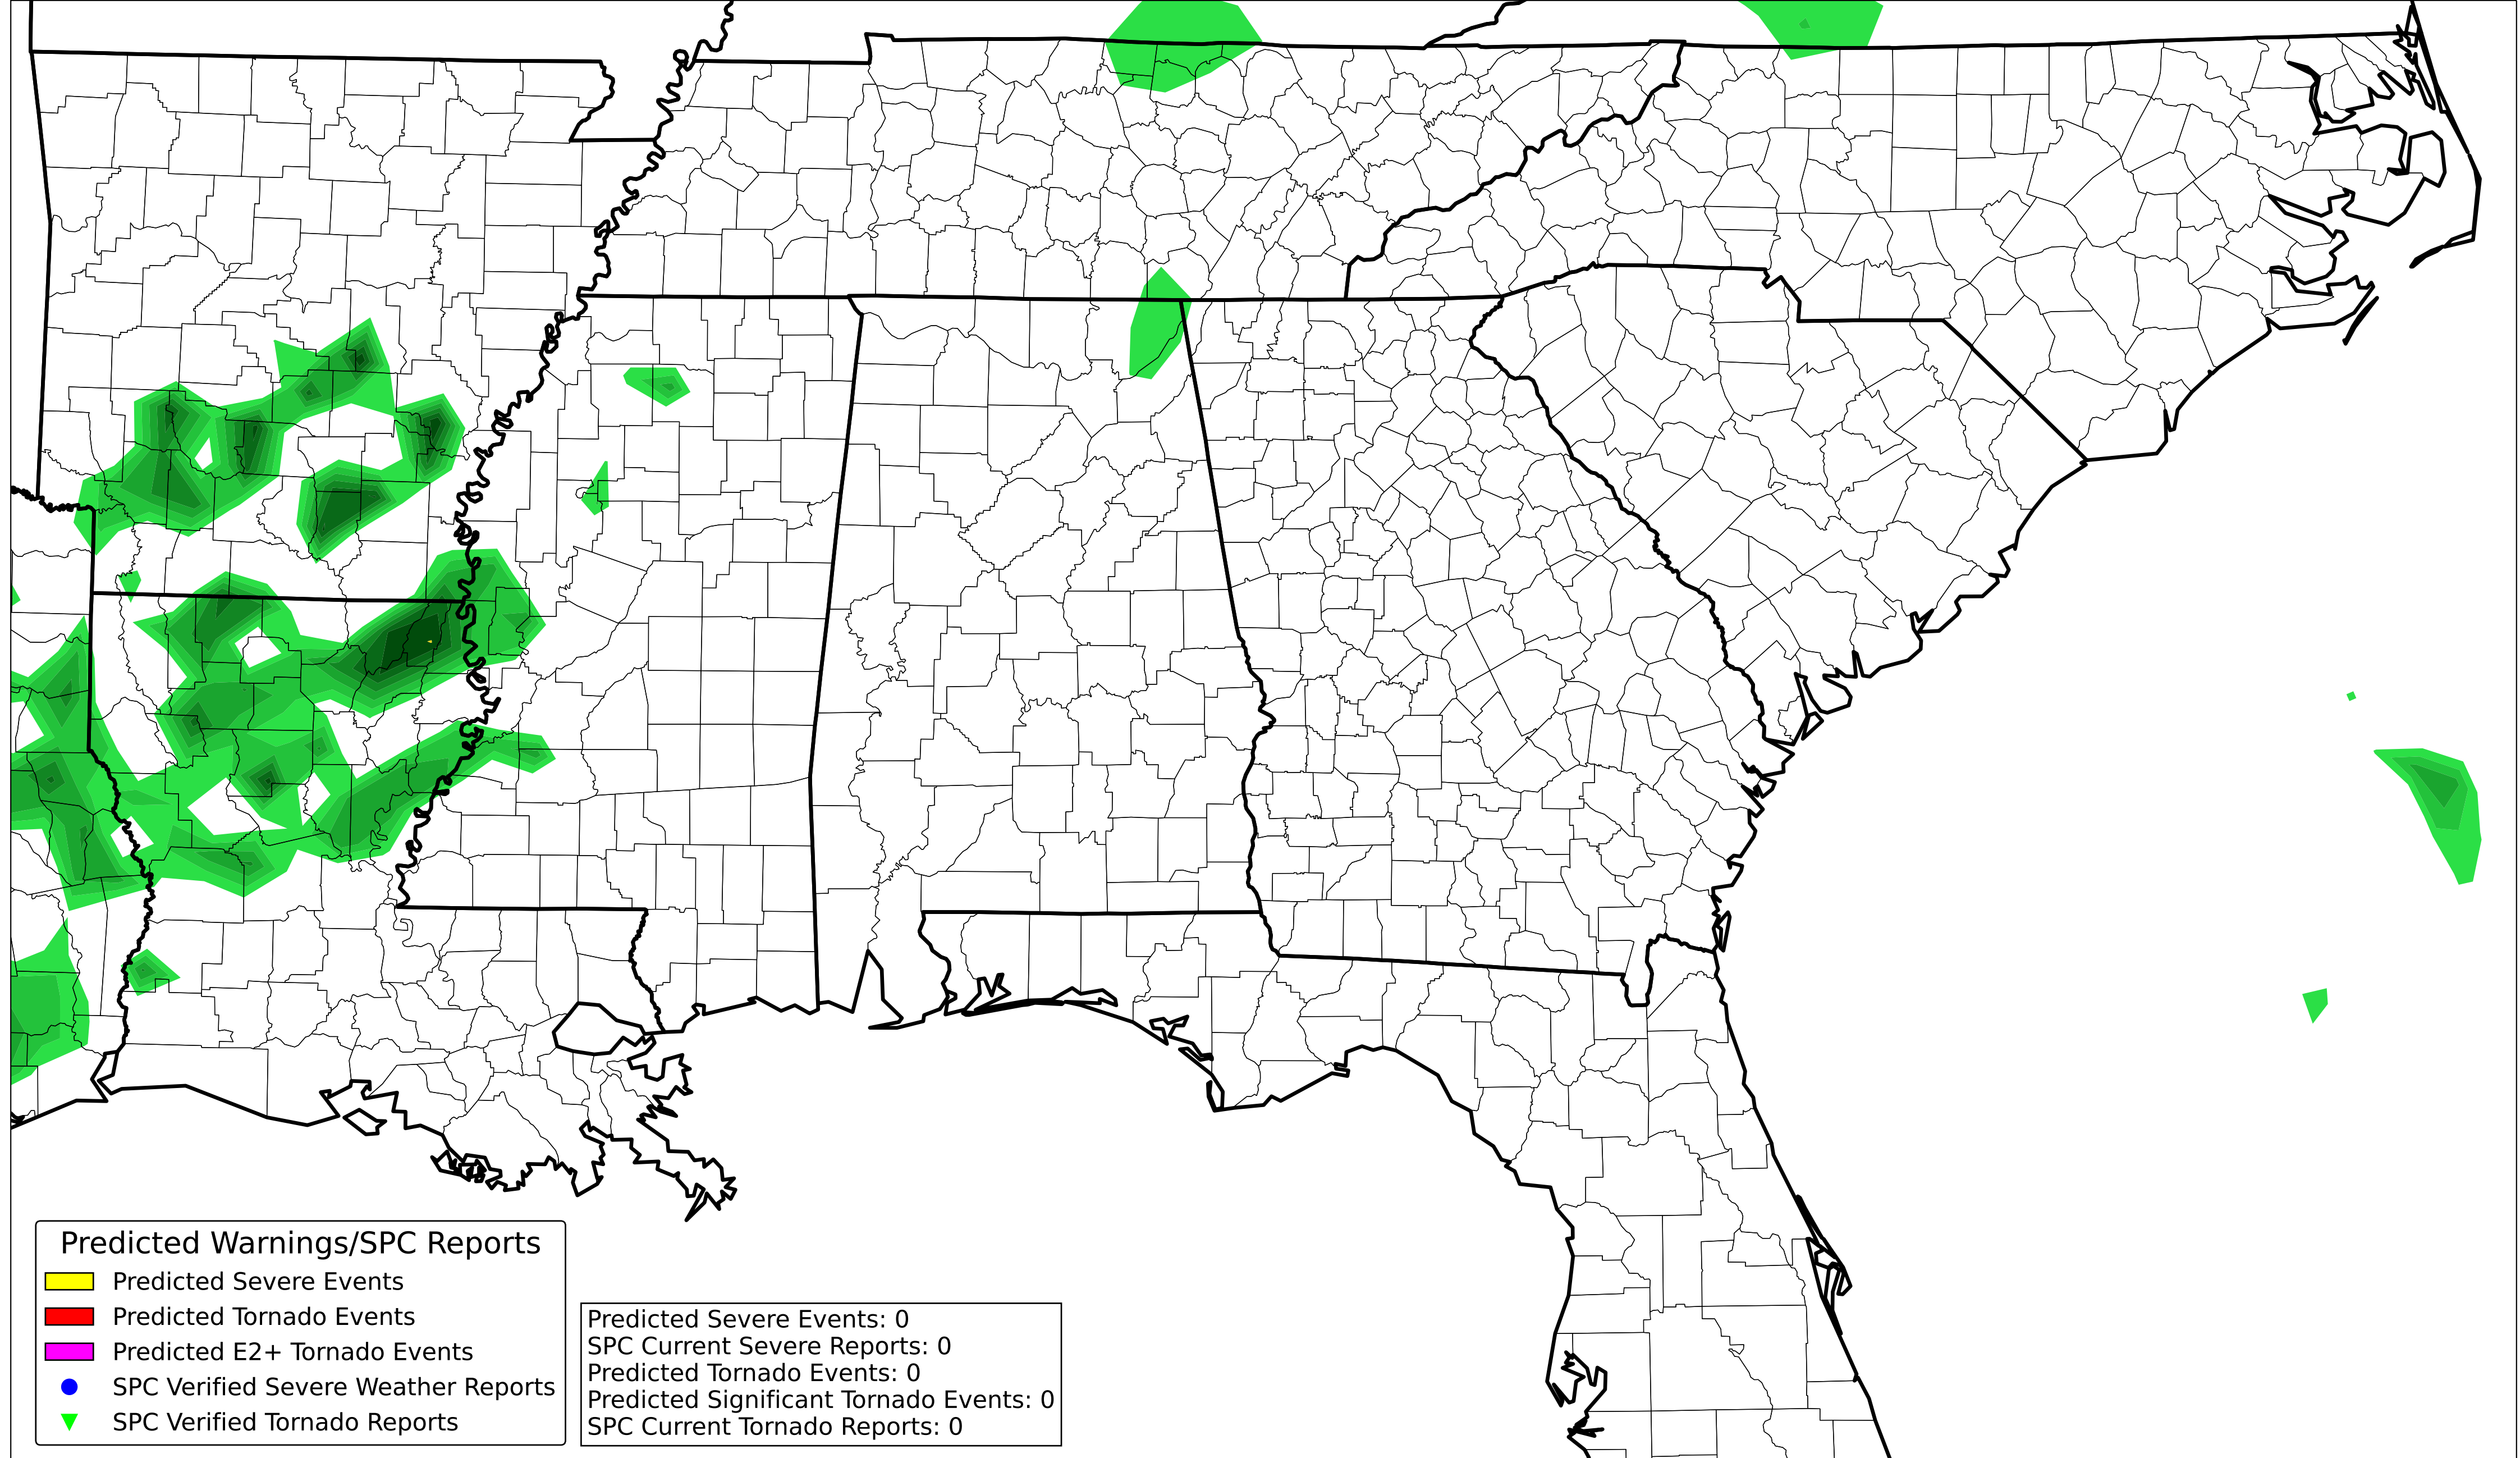 Predicted Warnings/SPC Reports
Predicted Severe Events
Predicted Tornado Events
Predicted E2+ Tornado Events
SPC Verified Severe Weather Reports
SPC Verified Tornado Reports
Predicted Severe Events: 0
SPC Current Severe Reports: 0
Predicted Tornado Events: 0
Predicted Significant Tornado Events: 0
SPC Current Tornado Reports: 0